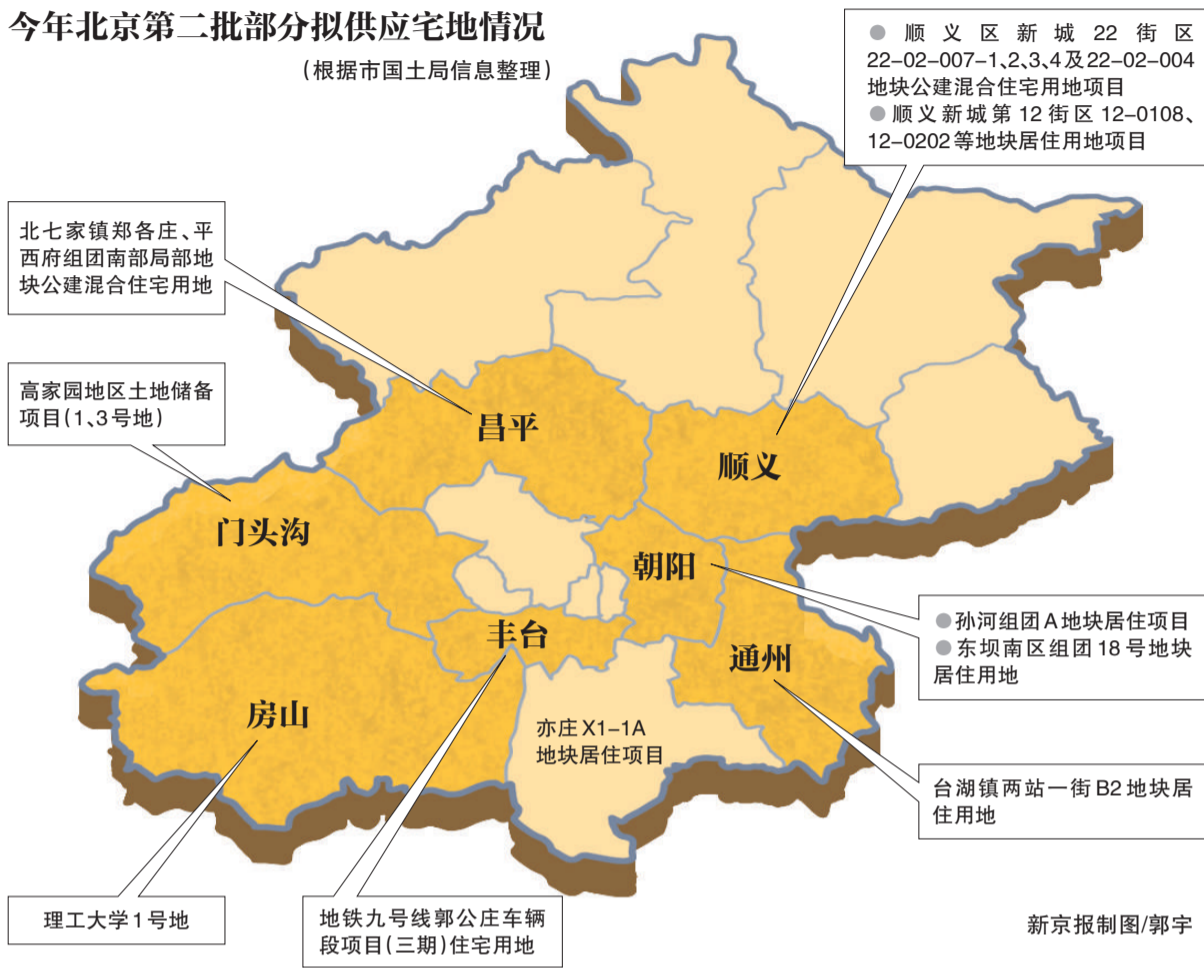 今年北京第二批部分拟供应宅地情况
(根据市国土局信息整理)
● 顺义区新城22街区
22-02-007-1、2、3、4及22-02-004
地块公建混合住宅用地项目
● 顺义新城第12街区12-0108、
12-0202等地块居住用地项目
北七家镇郑各庄、平
西府组团南部局部地
块公建混合住宅用地
高家园地区土地储备
项目(1、3号地)
昌平
顺义
门头沟
朝阳
丰台
通州
房山
●孙河组团A地块居住项目
●东坝南区组团18号地块
居住用地
亦庄X1-1A
地块居住项目
台湖镇两站一街B2地块居
住用地
理工大学1号地
地铁九号线郭公庄车辆
段项目(三期)住宅用地
新京报制图/郭宇